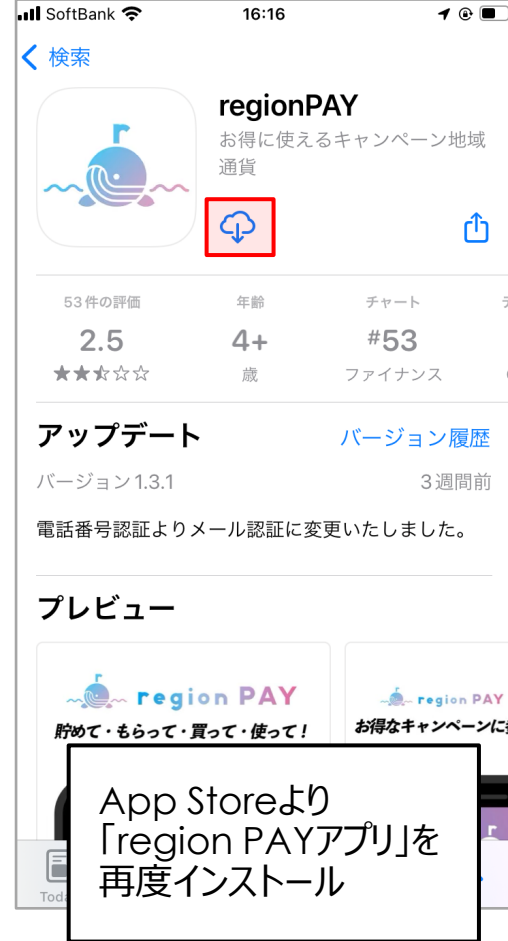 SoftBank
16:16
検索
regionPAY
お得に使えるキャンペーン地域
通貨
53件の評価
年齢
チャート
2.5
4+
#53
★★☆☆
歳
ファイナンス
アップデート
バージョン履歴
バージョン 1.3.1
3週間前
電話番号認証よりメール認証に変更いたしました。
プレビュー
region PAY
貯めて・もらって・買って・使って！
region PAY
お得なキャンペーンに
App Storeより
「region PAYアプリ」を
再度インストール